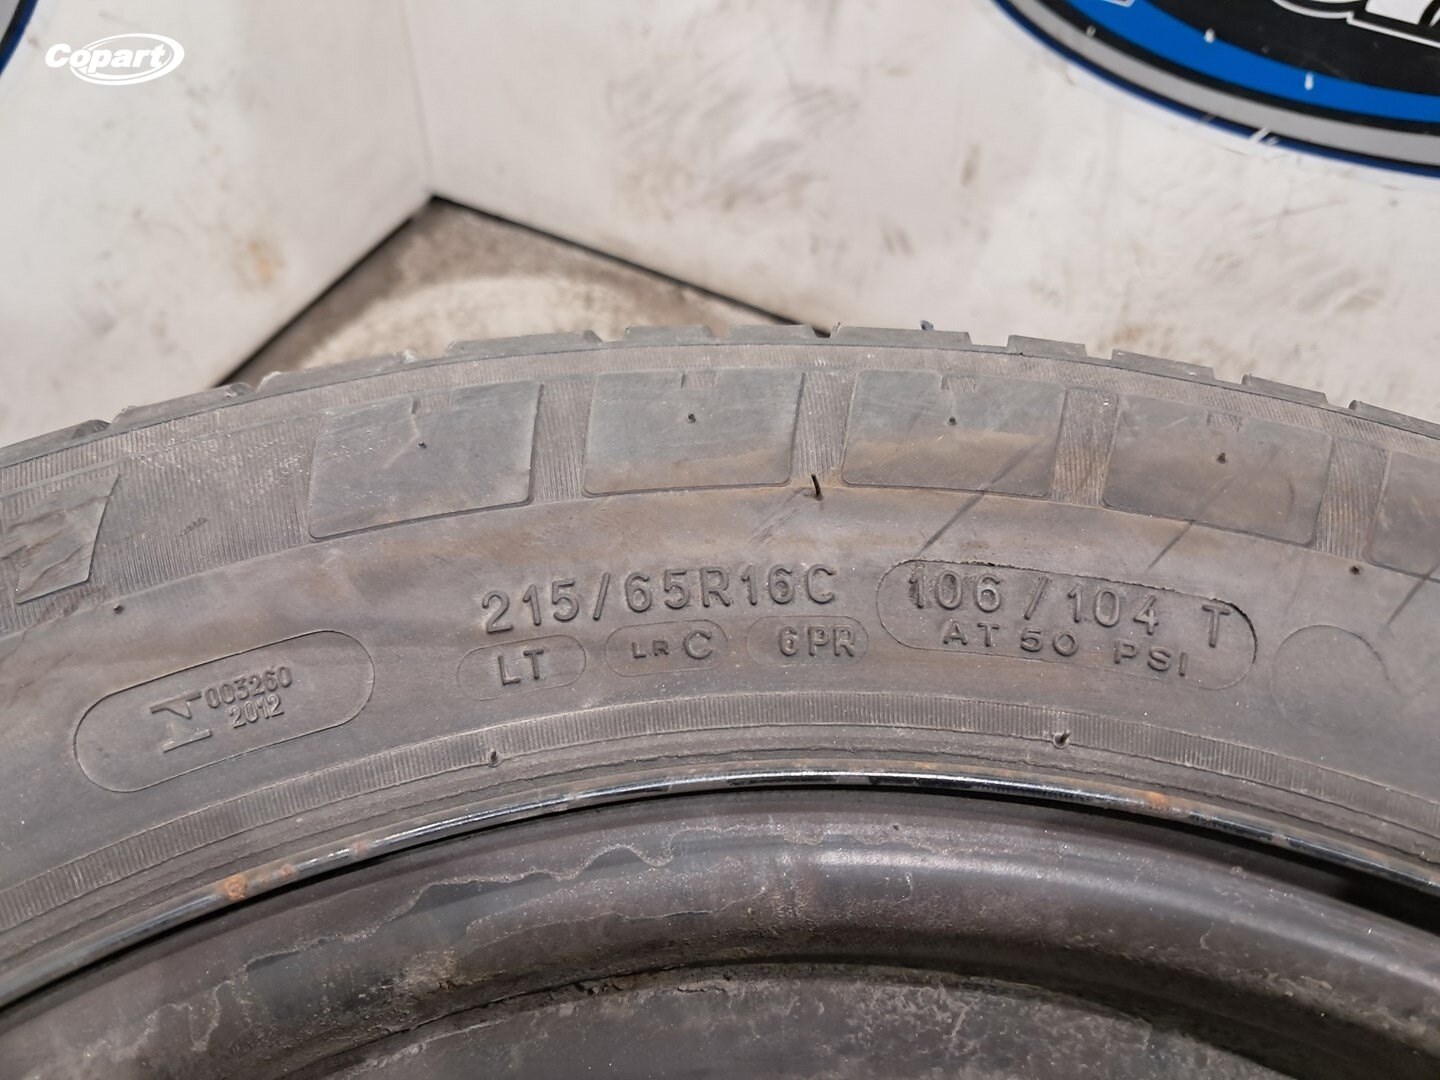 Copart
215/65R16C
106/104 T
AT 50 PSI
LT
LR C
6PR
003260
2012